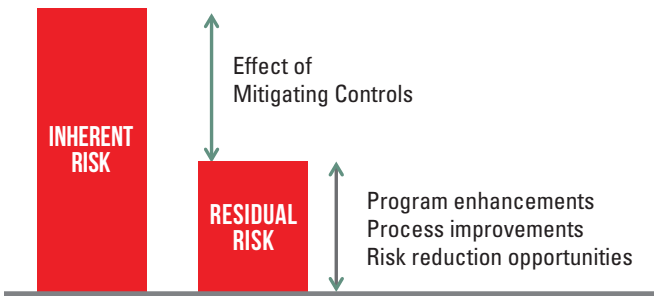 INHERENT
RISK
Effect of
Mitigating Controls
RESIDUAL
RISK
Program enhancements
Process improvements
Risk reduction opportunities